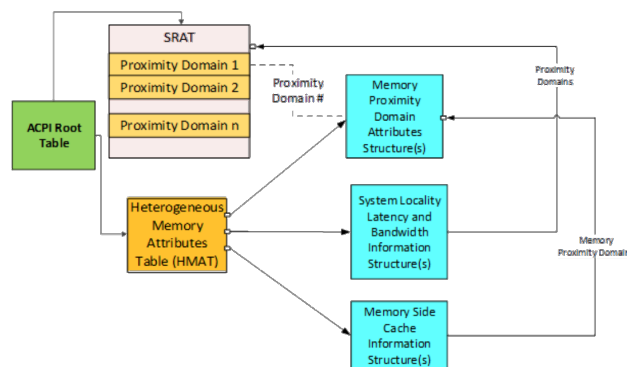 SRAT
Proximity Domain 1
Proximity Domain 2
Proximity Domain n
ACPI Root
Table
Proximity
Domain #
Memory
Proximity
Domain
Attributes
Structure(s)
Proximity
Domains
Heterogeneous
Memory
Attributes
Table (HMAT)
System Locality
Latency and
Bandwidth
Information
Structure(s)
Memory
Proximity Domain
Memory Side
Cache
Information
Structure(s)